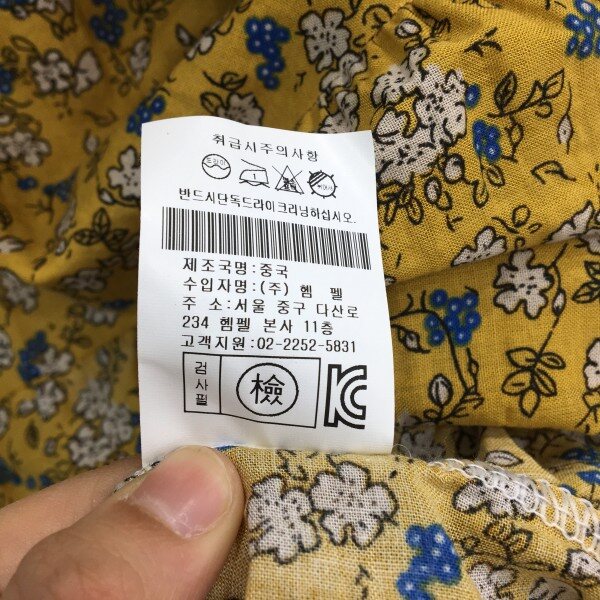 취급시주의사항
반드시단독드라이크리닝하십시오.
제조국명:중국
수입자명:(주) 헴 펠
주 소:서울 중구 다산로
234 헴펠 본사 11층
고객지원:02-2252-5831
검사필
檢